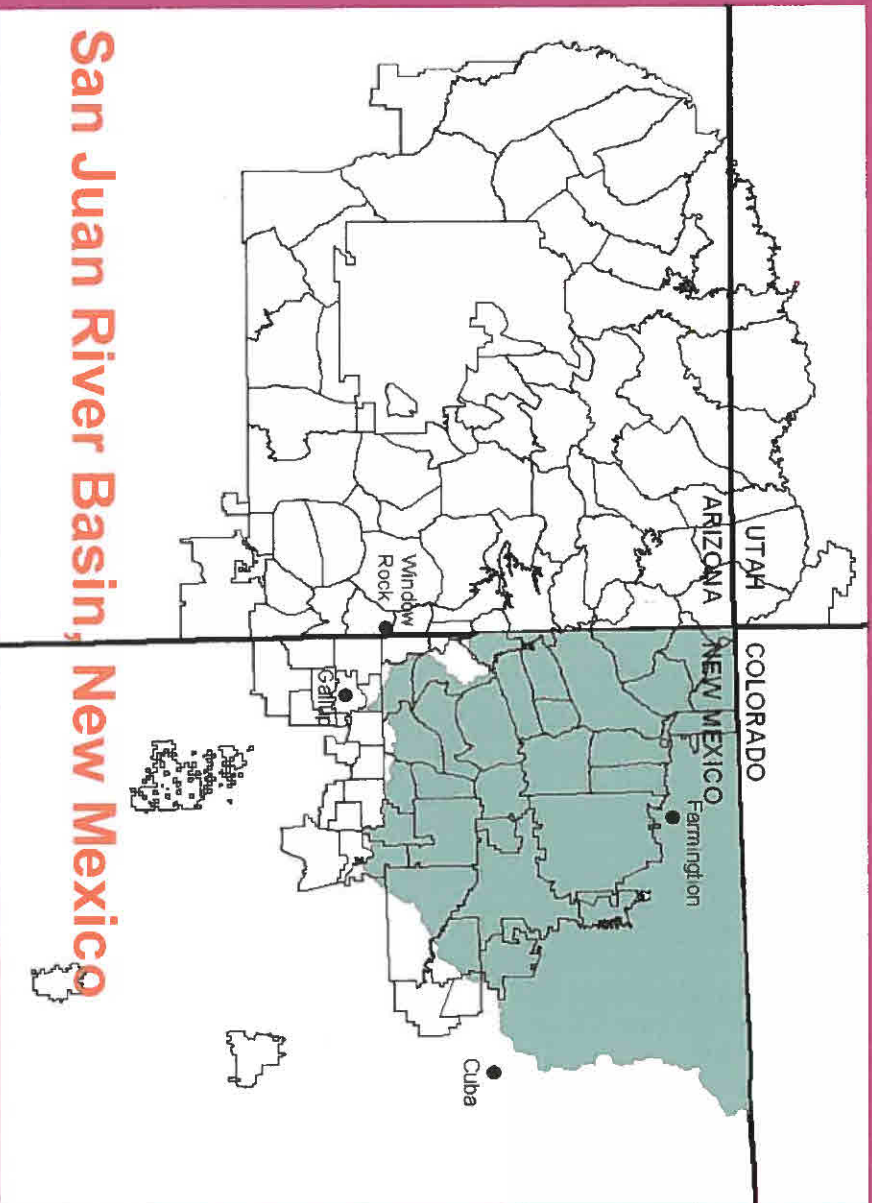 UTAH
COLORADO
ARIZONA
NEW MEXICO
Farmington
Cuba
Window
Rock
Gallup
San Juan River Basin, New Mexico